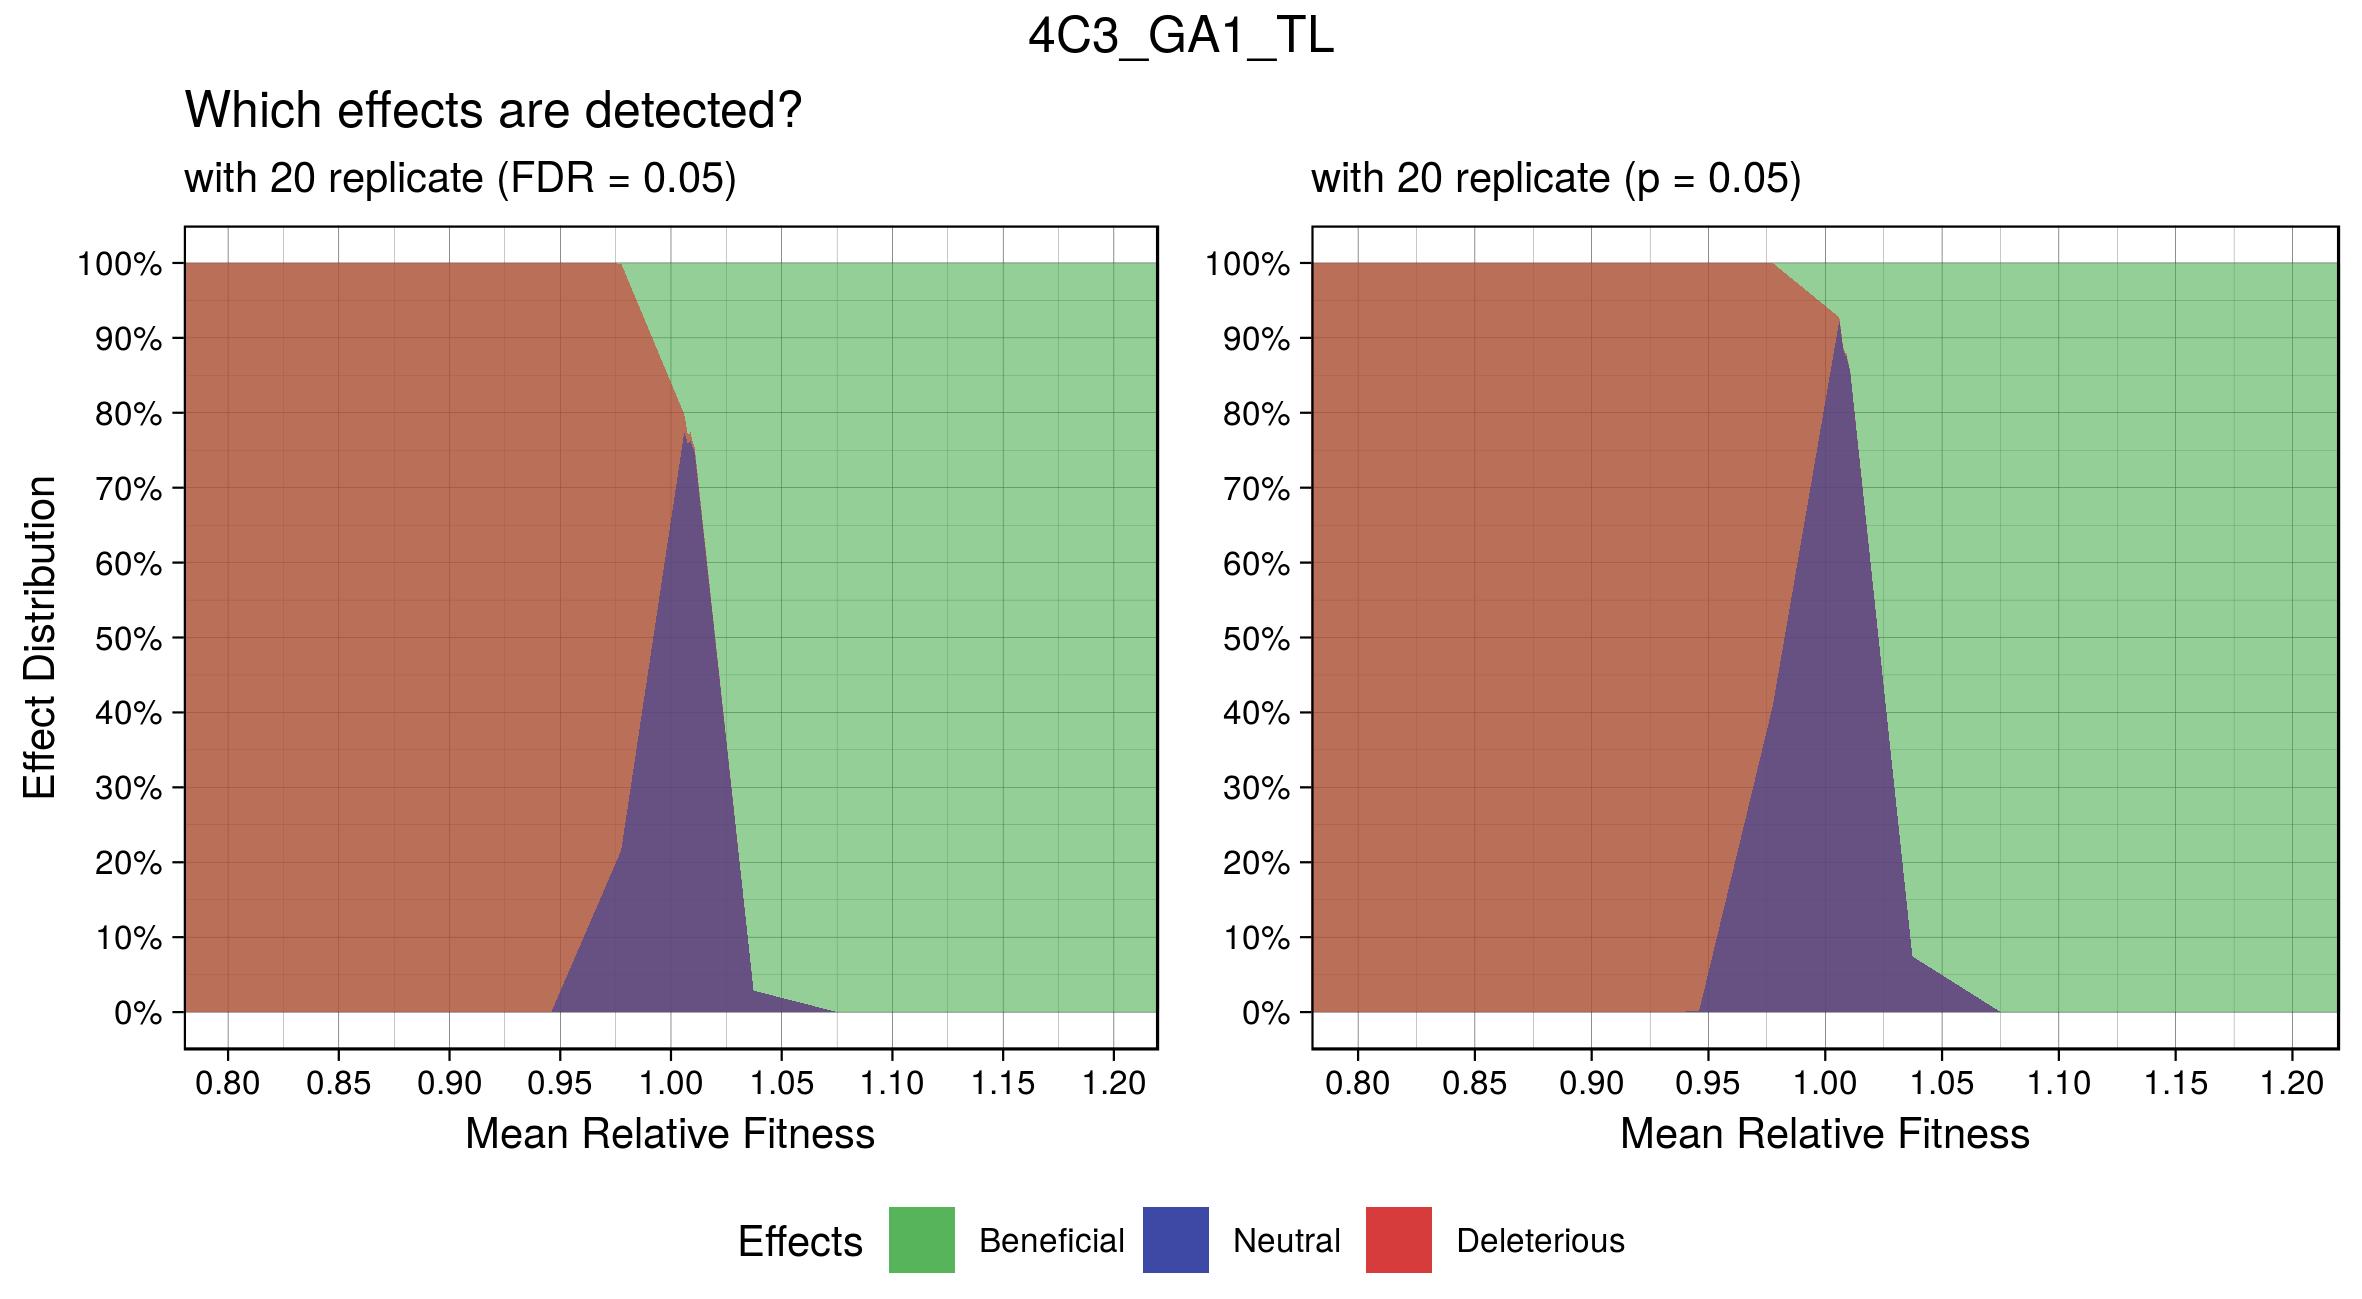 4C3_GA1_TL
Which effects are detected?
with 20 replicate (FDR = 0.05)
with 20 replicate (p = 0.05)
Effect Distribution
100%
90%
80%
70%
60%
50%
40%
30%
20%
10%
0%
0.80 0.85 0.90 0.95 1.00 1.05 1.10 1.15 1.20
Mean Relative Fitness
100%
90%
80%
70%
60%
50%
40%
30%
20%
10%
0%
0.80 0.85 0.90 0.95 1.00 1.05 1.10 1.15 1.20
Mean Relative Fitness
Effects Beneficial Neutral Deleterious